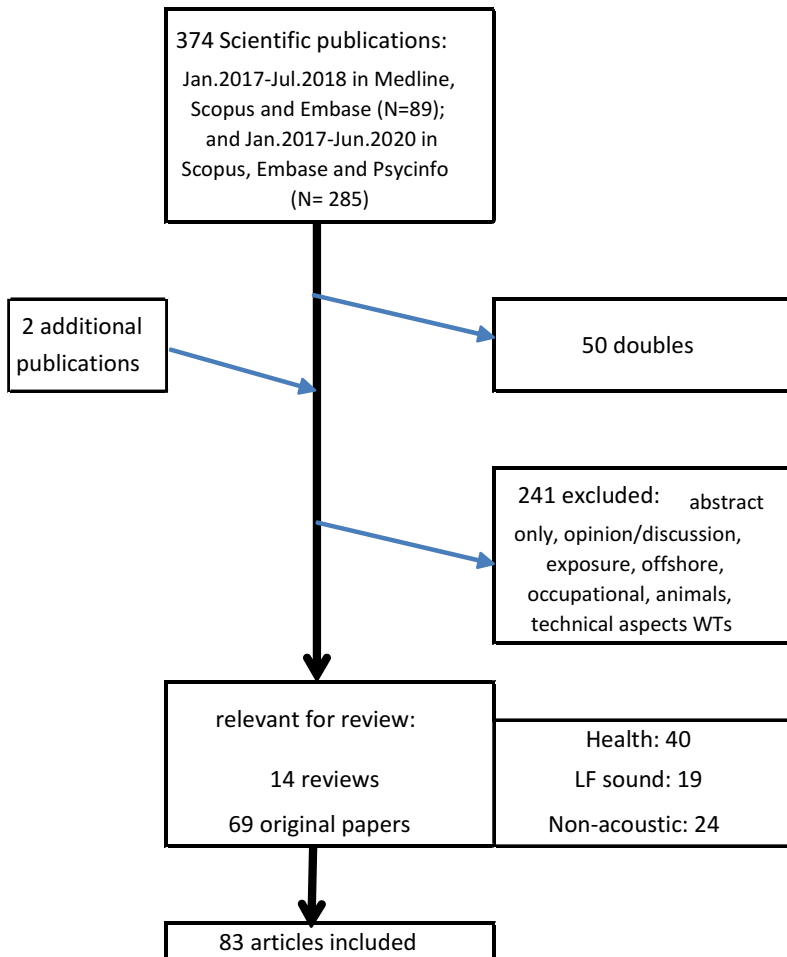 374 Scientific publications:
Jan.2017-Jul.2018 in Medline,
Scopus and Embase (N=89);
and Jan.2017-Jun.2020 in
Scopus, Embase and Psycinfo
(N= 285)
2 additional
publications
50 doubles
241 excluded: abstract
only, opinion/discussion,
exposure, offshore,
occupational, animals,
technical aspects WTs
relevant for review:
14 reviews
69 original papers
Health: 40
LF sound: 19
Non-acoustic: 24
83 articles included